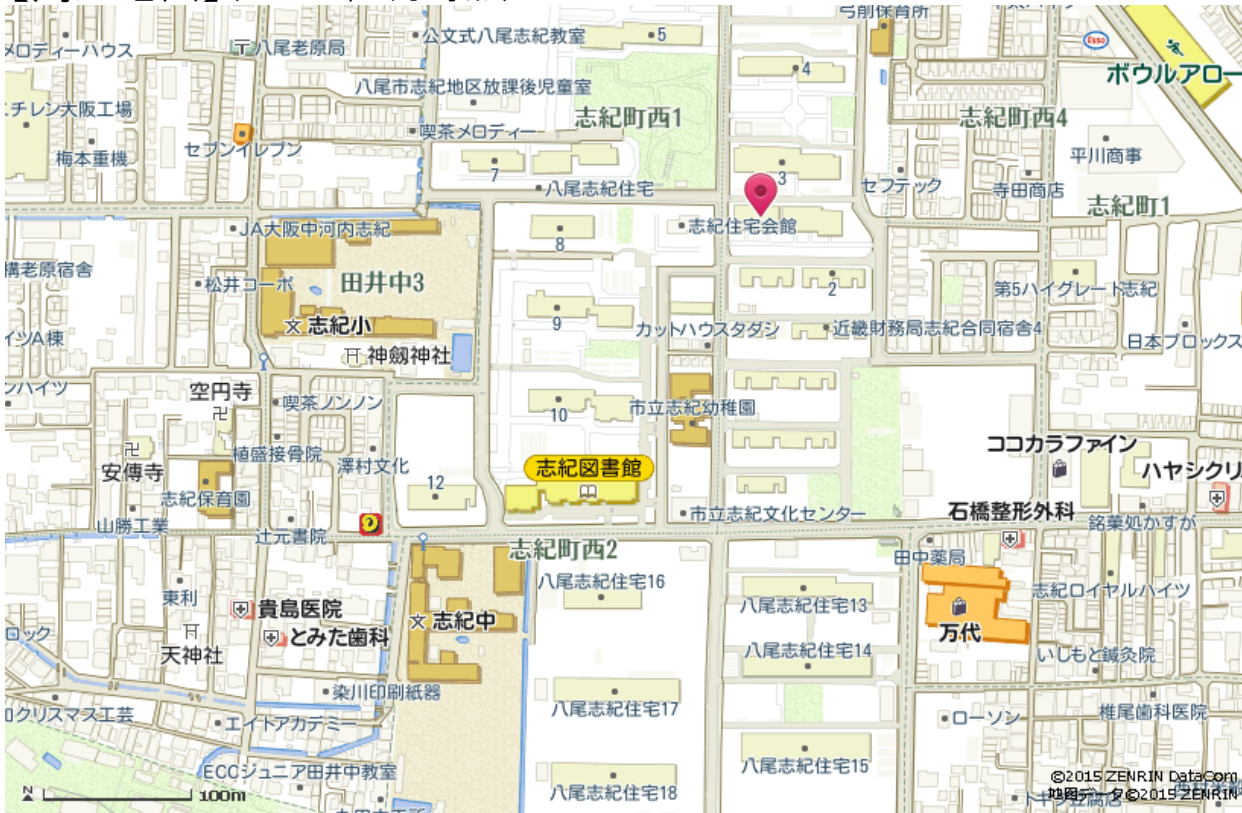 弓削保育所
公文式八尾志紀教室
5
メロディーハウス
八尾老原局
Esso
4
ボウルアロー
八尾市志紀地区放課後児童室
チレン大阪工場
志紀町西1
志紀町西4
喫茶メロディー
セブンイレブン
梅本重機
平川商事
7
3
八尾志紀住宅
セフテック
寺田商店
志紀町1
JA大阪中河内志紀
志紀住宅会館
8
構老原宿舎
松井コーポ
田井中3
2
第5ハイグレード志紀
9
志紀小
カットハウスタダシ
近畿財務局志紀合同宿舎4
イツA棟
日本ブロックス
神劔神社
ンハイツ
空円寺
喫茶ノンノン
10
市立志紀幼稚園
植盛接骨院
ココカラファイン
安傳寺
澤村文化
志紀図書館
ハヤシクリ
12
志紀保育園
市立志紀文化センター
石橋整形外科
山勝工業
辻元書院
銘菓処かすが
志紀町西2
田中薬局
八尾志紀住宅16
東利
八尾志紀住宅13
志紀ロイヤルハイツ
貴島医院
志紀中
ロック
とみた歯科
万代
天神社
八尾志紀住宅14
いしもと鍼灸院
染川印刷紙器
八尾志紀住宅17
ロクリスマス工芸
エイトアカデミー
ローソン
椎尾歯科医院
ECCジュニア田井中教室
八尾志紀住宅15
©2015 ZENRIN DataCom
地図データ©2015 ZENRIN
N
100m
八尾志紀住宅18